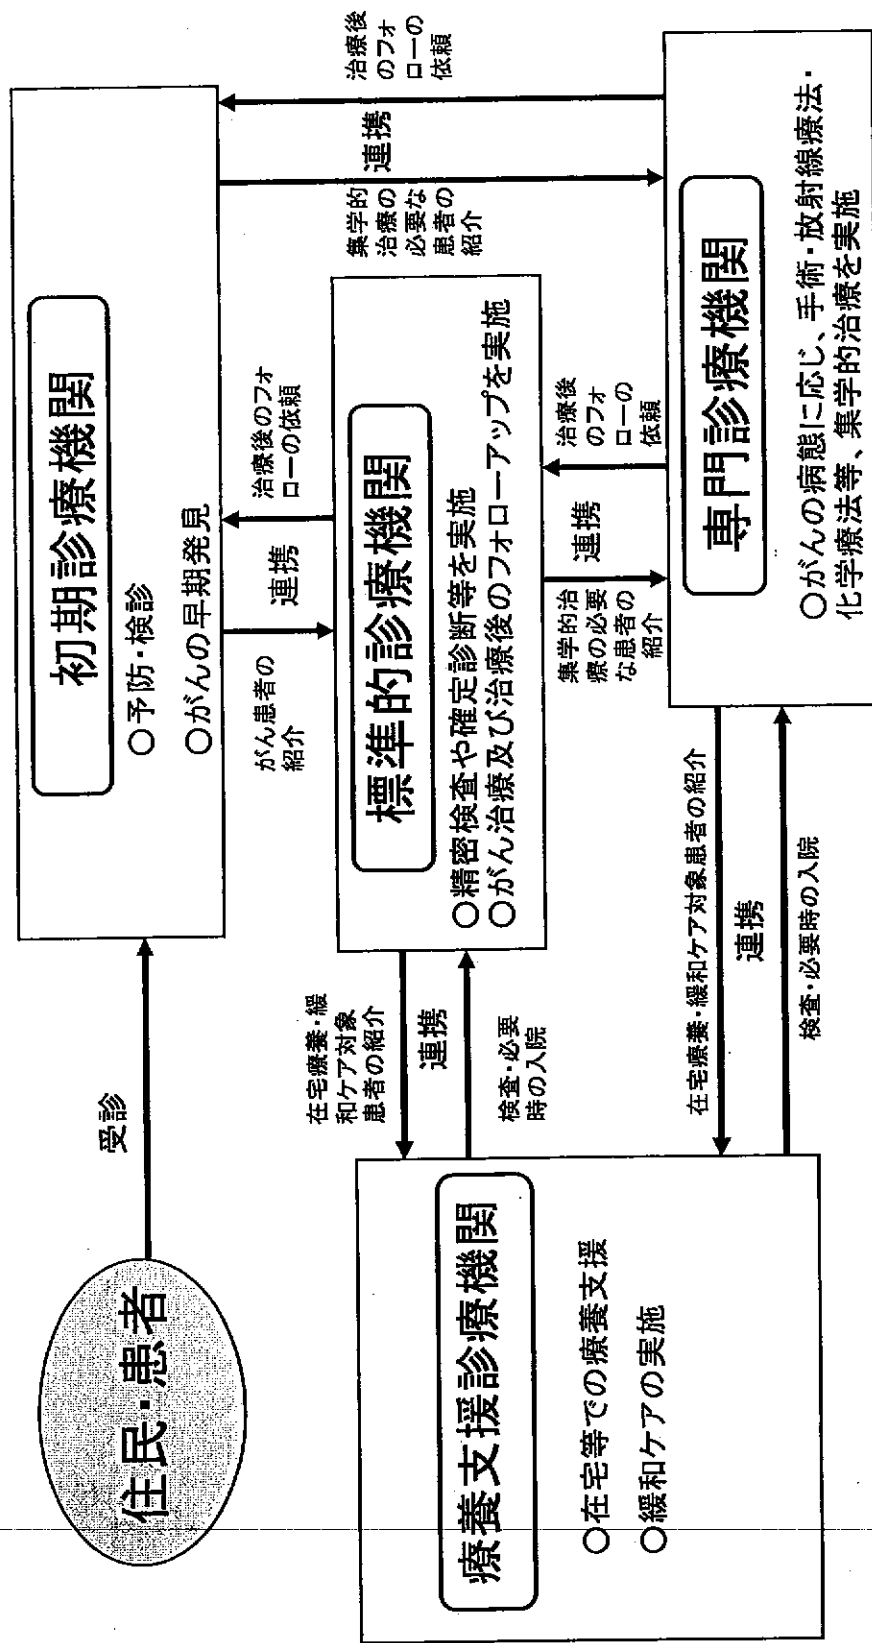 住民・患者
受診
初期診療機関
○予防・検診
○がんの早期発見
がん患者の
紹介
連携
治療後のフォ
ローの依頼
集学的
治療の
必要な
患者の
紹介
連携
治療後
のフォ
ローの
依頼
標準的診療機関
○精密検査や確定診断等を実施
○がん治療及び治療後のフォローアップを実施
在宅療養・緩
和ケア対象
患者の紹介
連携
検査・必要
時の入院
集学的治
療の必要
な患者の
紹介
連携
治療後
のフォ
ローの
依頼
療養支援診療機関
○在宅等での療養支援
○緩和ケアの実施
在宅療養・緩和ケア対象患者の紹介
連携
検査・必要時の入院
専門診療機関
○がんの病態に応じ、手術・放射線療法・
化学療法等、集学的治療を実施